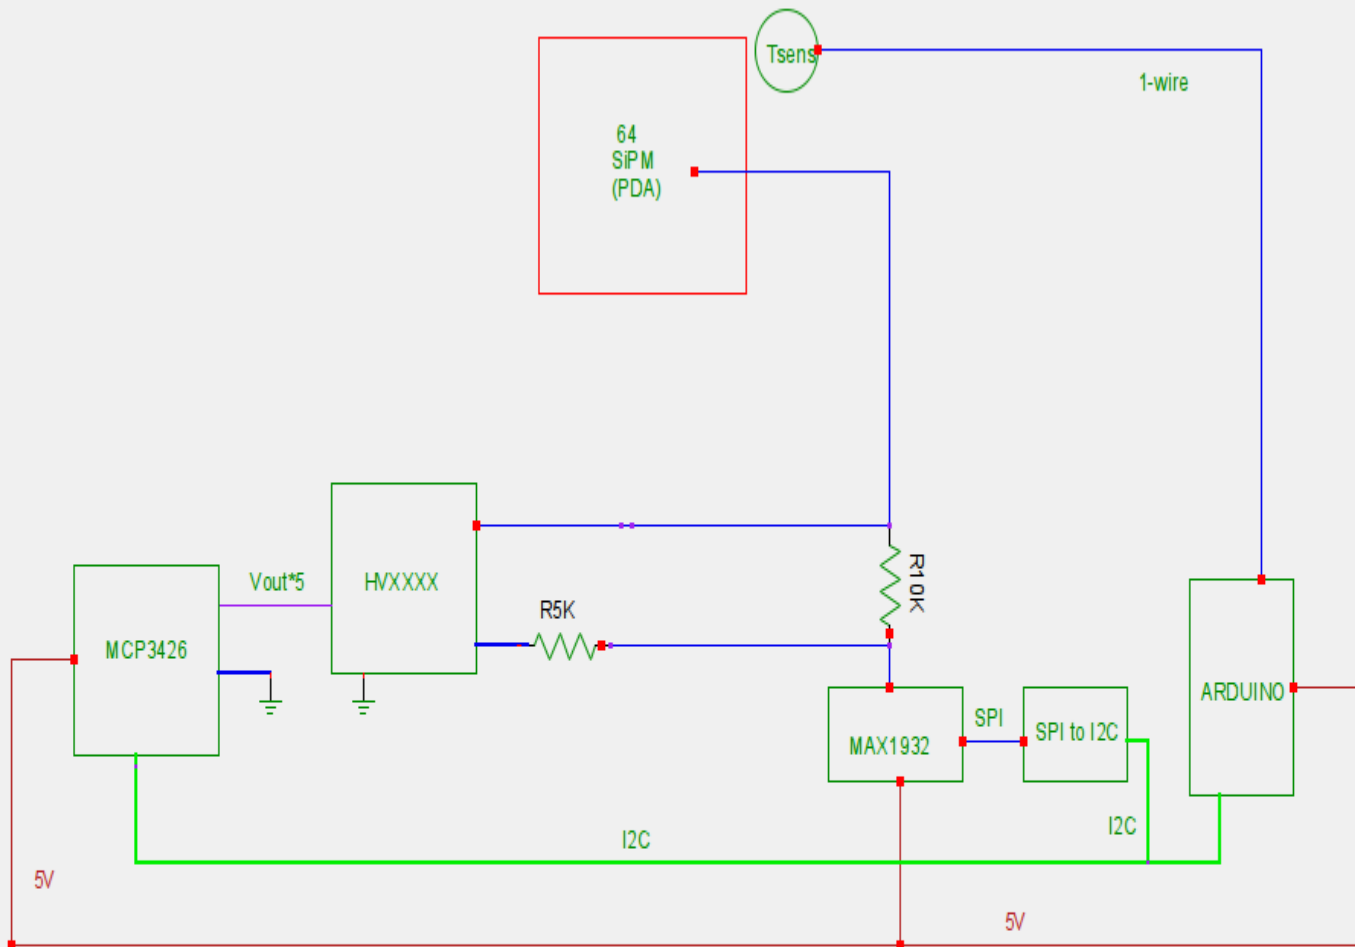 Tsens
1-wire
64
SiPM
(PDA)
Vout*5
HVXXXX
R5K
R10K
MCP3426
SPI
SPI to I2C
MAX1932
ARDUINO
I2C
I2C
5V
5V